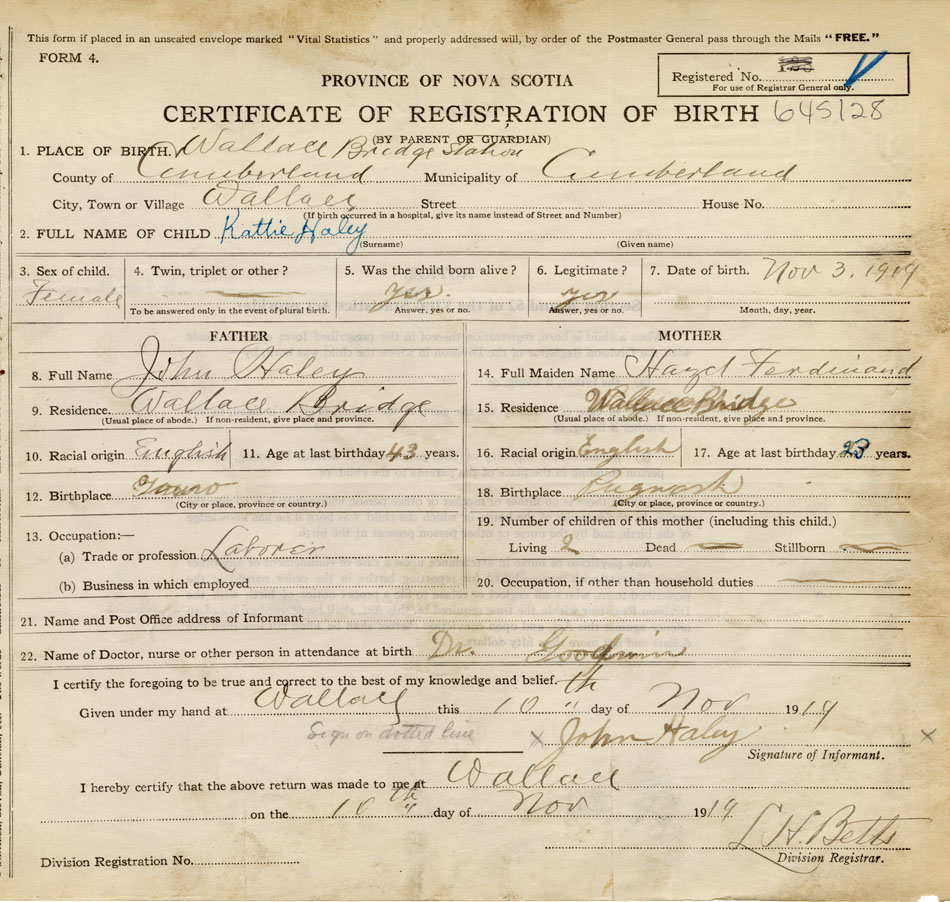 This form if placed in an unsealed envelope marked "Vital Statistics" and properly addressed will, by order of the Postmaster General pass through the Mails "FREE."
FORM 4.
Registered No.
For use of Registrar General only.
PROVINCE OF NOVA SCOTIA
CERTIFICATE OF REGISTRATION OF BIRTH 645128
(BY PARENT OR GUARDIAN)
1. PLACE OF BIRTH. Wallace Bridge Station
County of Cumberland Municipality of Cumberland
City, Town or Village Wallace Street House No.
(If birth occurred in a hospital, give its name instead of Street and Number)
2. FULL NAME OF CHILD Kattie Haley
(Surname) (Given name)
3. Sex of child. 4. Twin, triplet or other? 5. Was the child born alive? 6. Legitimate? 7. Date of birth. Nov 3, 1919
Female yes. yes
To be answered only in the event of plural birth. Answer, yes or no. Answer, yes or no. Month, day, year.
FATHER
8. Full Name John Haley
9. Residence. Wallace Bridge
(Usual place of abode.) If non-resident, give place and province.
10. Racial origin English 11. Age at last birthday 43 years.
12. Birthplace
(City or place, province or country.)
13. Occupation:—
(a) Trade or profession Laborer
(b) Business in which employed
MOTHER
14. Full Maiden Name Hazel Ferdinand
15. Residence Wallace Bridge
(Usual place of abode.) If non-resident, give place and province.
16. Racial origin English 17. Age at last birthday 23 years.
18. Birthplace Pugwash
(City or place, province or country.)
19. Number of children of this mother (including this child.)
Living 2 Dead — Stillborn —
20. Occupation, if other than household duties —
21. Name and Post Office address of Informant
22. Name of Doctor, nurse or other person in attendance at birth Dr. Goodwin
I certify the foregoing to be true and correct to the best of my knowledge and belief.
Given under my hand at Wallace this 10 th day of Nov 1919
Sign on dotted line x John Haley x
Signature of Informant.
I hereby certify that the above return was made to me at Wallace
on the 10 th day of Nov 1919
L H. Betts
Division Registration No. Division Registrar.